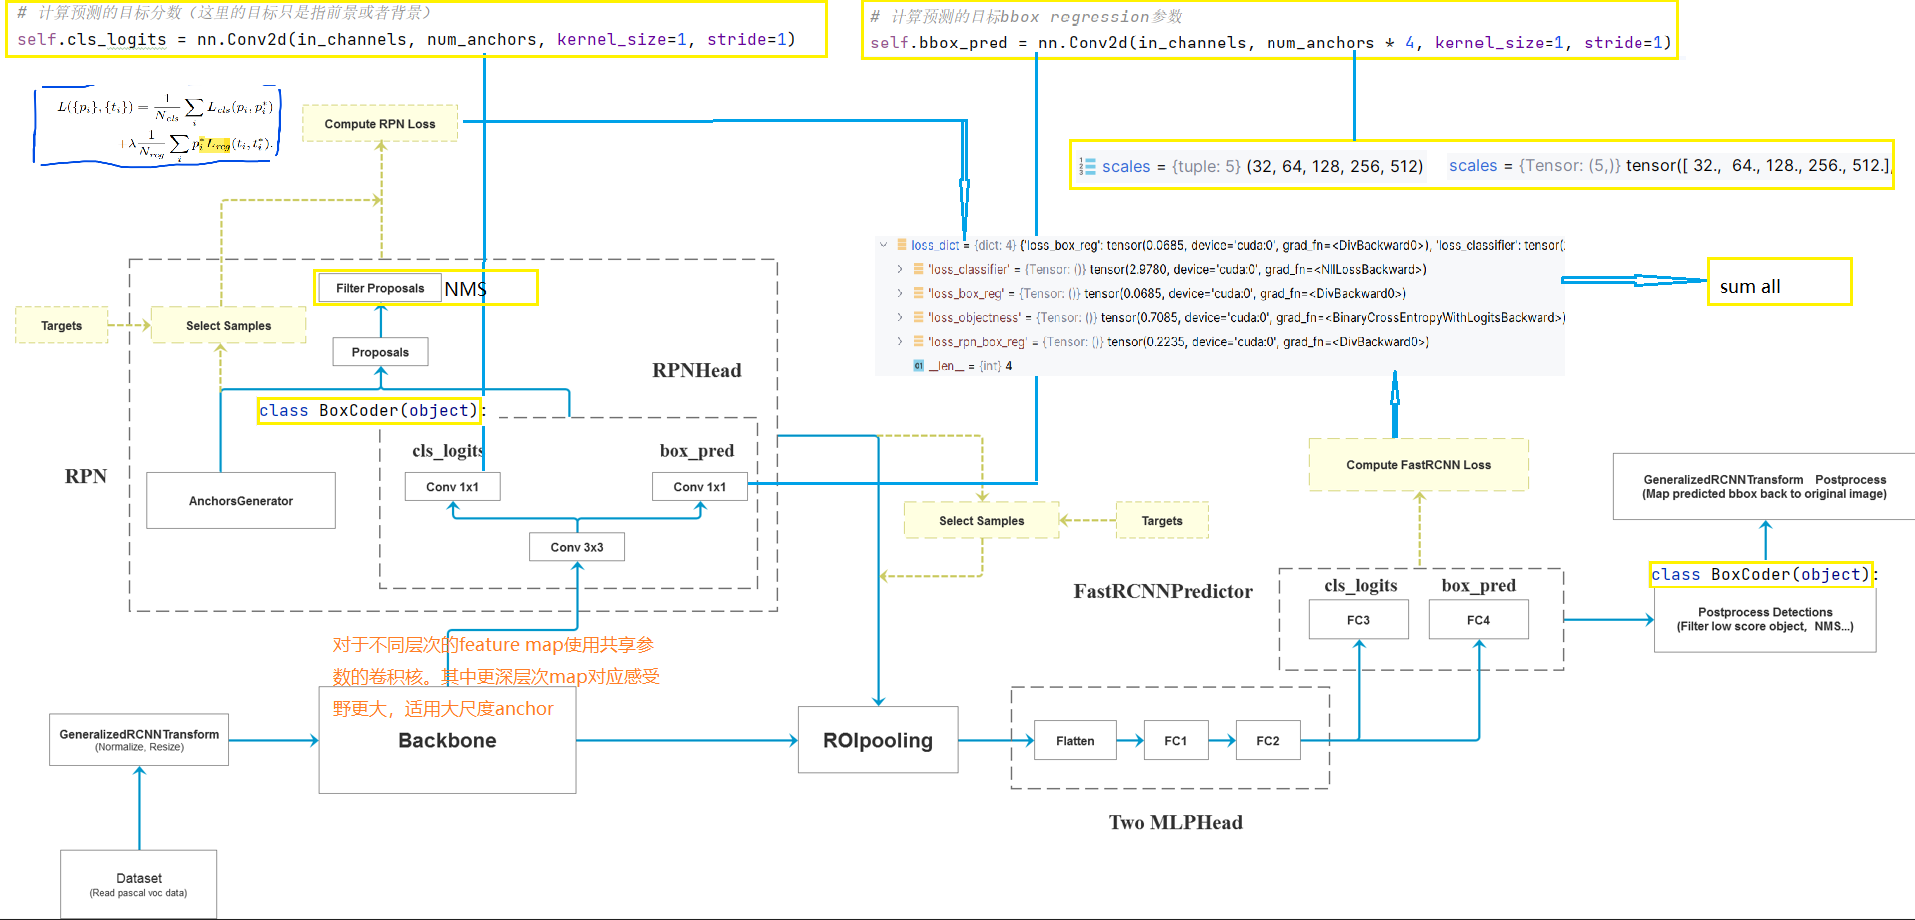 # 计算预测的目标分数（这里的目标只是指前景或者背景）
self.cls_logits = nn.Conv2d(in_channels, num_anchors, kernel_size=1, stride=1)
# 计算预测的目标bbox regression参数
self.bbox_pred = nn.Conv2d(in_channels, num_anchors * 4, kernel_size=1, stride=1)
L({p_i}, {t_i}) = 1/N_cls ∑_i L_cls(p_i, p_i^*)
+λ 1/N_reg ∑_i p_i^* L_reg(t_i, t_i^*).
Compute RPN Loss
scales = {tuple: 5} (32, 64, 128, 256, 512)
scales = {Tensor: (5,)} tensor([ 32., 64., 128., 256., 512.],
loss_dict = {dict: 4} {'loss_box_reg': tensor(0.0685, device='cuda:0', grad_fn=<DivBackward0>), 'loss_classifier': tensor(2.
'loss_classifier' = {Tensor: ()} tensor(2.9780, device='cuda:0', grad_fn=<NllLossBackward>)
'loss_box_reg' = {Tensor: ()} tensor(0.0685, device='cuda:0', grad_fn=<DivBackward0>)
'loss_objectness' = {Tensor: ()} tensor(0.7085, device='cuda:0', grad_fn=<BinaryCrossEntropyWithLogitsBackward>)
'loss_rpn_box_reg' = {Tensor: ()} tensor(0.2235, device='cuda:0', grad_fn=<DivBackward0>)
01 __len__ = {int} 4
sum all
Filter Proposals
NMS
Targets
Select Samples
Proposals
RPNHead
class BoxCoder(object):
cls_logits
box_pred
RPN
AnchorsGenerator
Conv 1x1
Conv 1x1
Conv 3x3
Select Samples
Targets
Compute FastRCNN Loss
GeneralizedRCNNTransform Postprocess
(Map predicted bbox back to original image)
class BoxCoder(object):
Postprocess Detections
(Filter low score object, NMS...)
FastRCNNPredictor
cls_logits
box_pred
FC3
FC4
对于不同层次的feature map使用共享参
数的卷积核。其中更深层次map对应感受
野更大，适用大尺度anchor
GeneralizedRCNNTransform
(Normalize, Resize)
Backbone
ROIpooling
Flatten
FC1
FC2
Two MLPHead
Dataset
(Read pascal voc data)